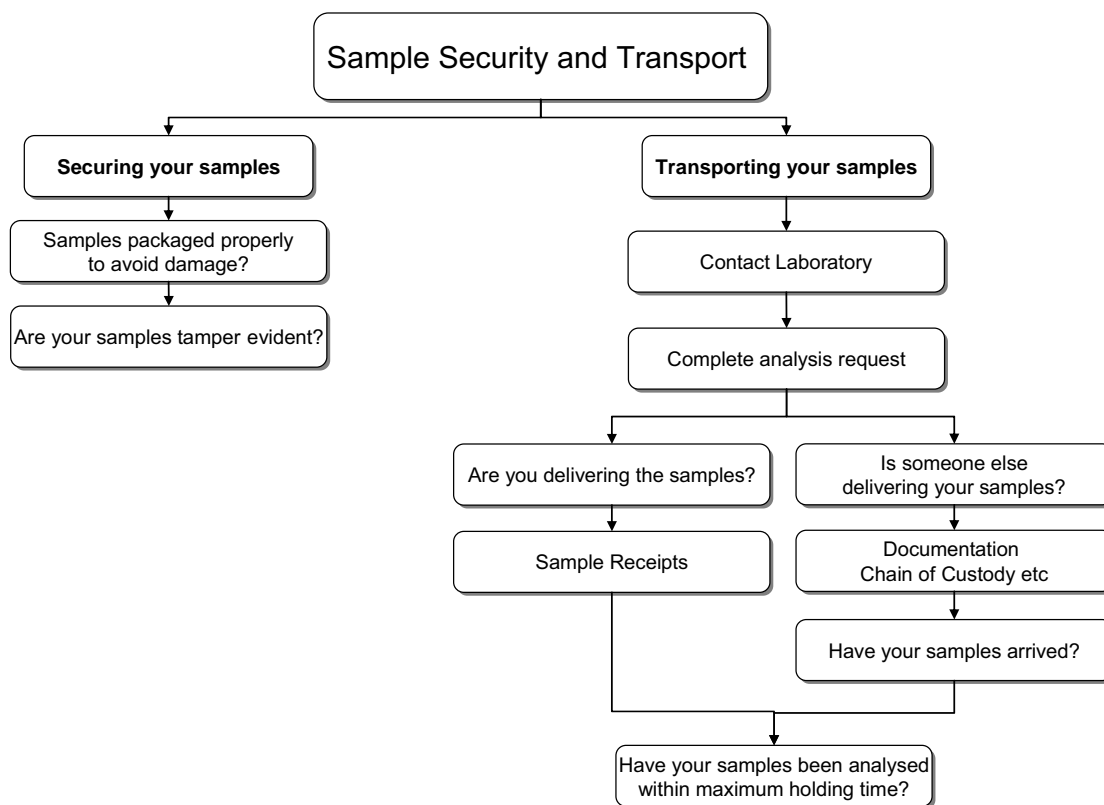 Sample Security and Transport
Securing your samples
Transporting your samples
Samples packaged properly
to avoid damage?
Contact Laboratory
Are your samples tamper evident?
Complete analysis request
Are you delivering the samples?
Is someone else
delivering your samples?
Sample Receipts
Documentation
Chain of Custody etc
Have your samples arrived?
Have your samples been analysed
within maximum holding time?